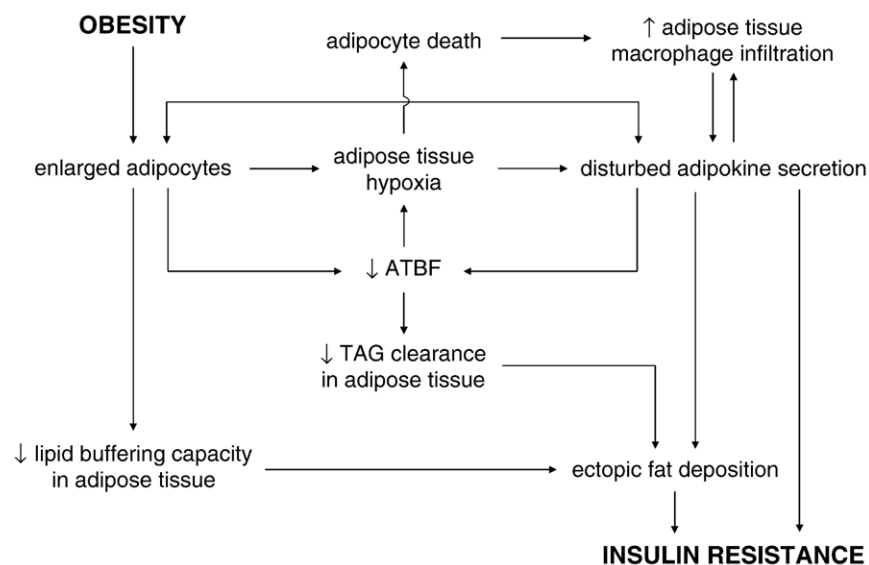 OBESITY
adipocyte death
↑ adipose tissue
macrophage infiltration
enlarged adipocytes
adipose tissue
hypoxia
disturbed adipokine secretion
↓ ATBF
↓ TAG clearance
in adipose tissue
↓ lipid buffering capacity
in adipose tissue
ectopic fat deposition
INSULIN RESISTANCE